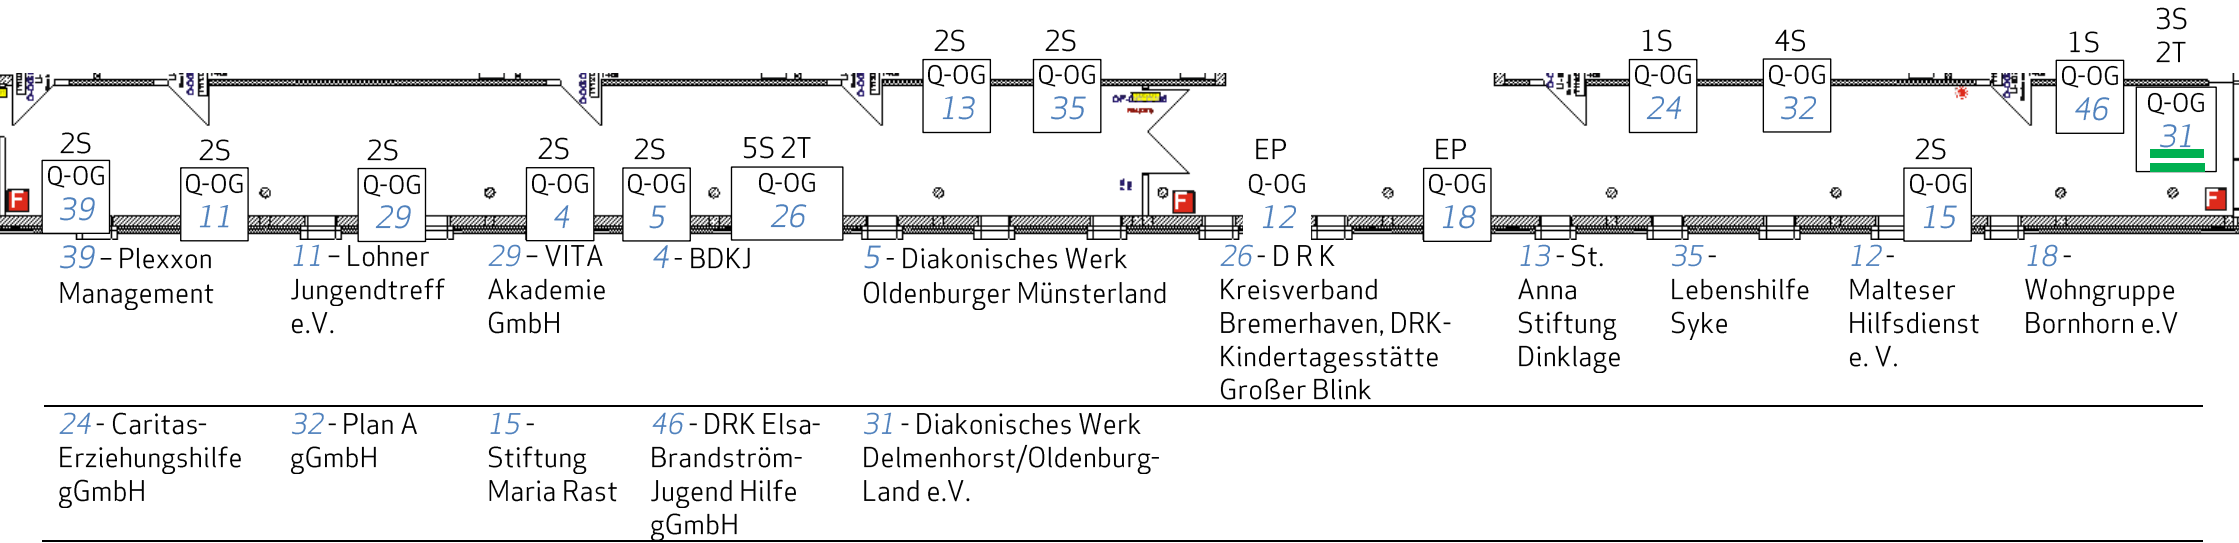 3S
2S 2S 1S 4S 1S 2T
Q-OG Q-OG Q-OG Q-OG Q-OG Q-OG
13 35 24 32 46 31
2S 2S 2S 2S 2S 5S 2T EP EP 2S
Q-OG Q-OG Q-OG Q-OG Q-OG Q-OG Q-OG Q-OG Q-OG
F 39 11 29 4 5 26 F 12 18 15 F
39 – Plexxon
Management
11 – Lohner
Jungendtreff
e.V.
29 – VITA
Akademie
GmbH
4 - BDKJ
5 - Diakonisches Werk
Oldenburger Münsterland
26 - D R K
Kreisverband
Bremerhaven, DRK-
Kindertagesstätte
Großer Blink
13 - St.
Anna
Stiftung
Dinklage
35 -
Lebenshilfe
Syke
12 -
Malteser
Hilfsdienst
e. V.
18 -
Wohngruppe
Bornhorn e.V
24 - Caritas-
Erziehungshilfe
gGmbH
32 - Plan A
gGmbH
15 -
Stiftung
Maria Rast
46 - DRK Elsa-
Brandström-
Jugend Hilfe
gGmbH
31 - Diakonisches Werk
Delmenhorst/Oldenburg-
Land e.V.